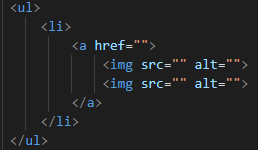 <ul>
    <li>
        <a href="">
            <img src="" alt="">
            <img src="" alt="">
        </a>
    </li>
</ul>